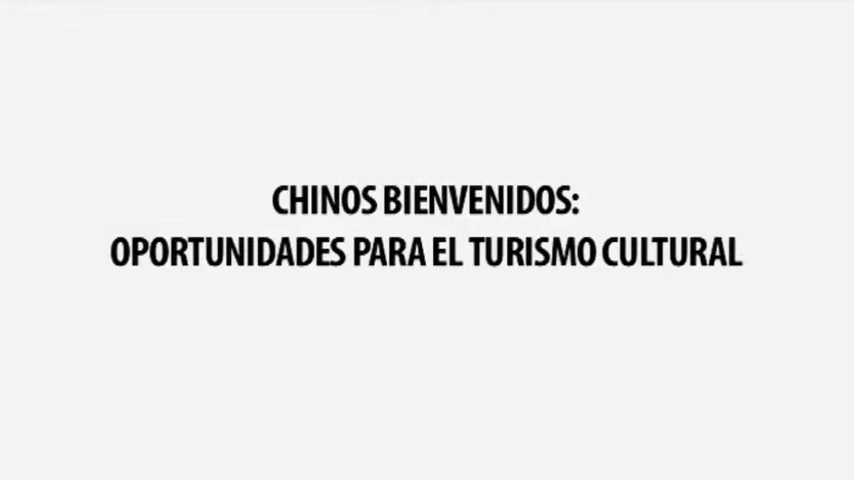 CHINOS BIENVENIDOS:
OPORTUNIDADES PARA EL TURISMO CULTURAL